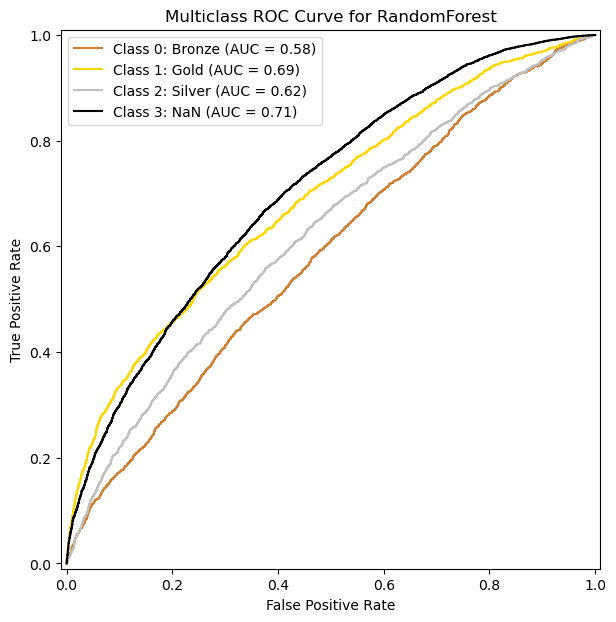 Multiclass ROC Curve for RandomForest
1.0
Class 0: Bronze (AUC = 0.58)
Class 1: Gold (AUC = 0.69)
Class 2: Silver (AUC = 0.62)
Class 3: NaN (AUC = 0.71)
0.8
0.6
True Positive Rate
0.4
0.2
0.0
0.0 0.2 0.4 0.6 0.8 1.0
False Positive Rate